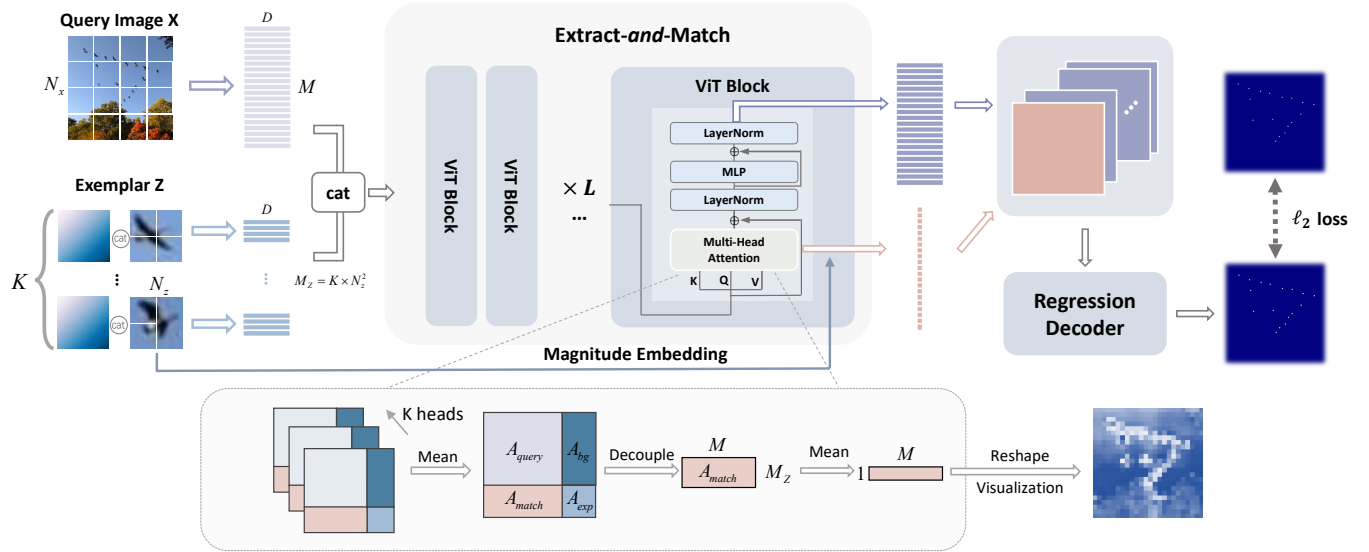 Query Image X
D
N_x
M
Exemplar Z
D
K
cat
⋮
N_z
cat
⋮
M_Z = K × N_z^2
cat
Extract-and-Match
ViT Block
ViT Block
× L
...
ViT Block
LayerNorm
MLP
LayerNorm
Multi-Head
Attention
K Q V
Magnitude Embedding
Regression
Decoder
ℓ_2 loss
K heads
Mean
A_query
A_bg
A_match
A_exp
Decouple
M
A_match
M_Z
Mean
M
1
Reshape
Visualization